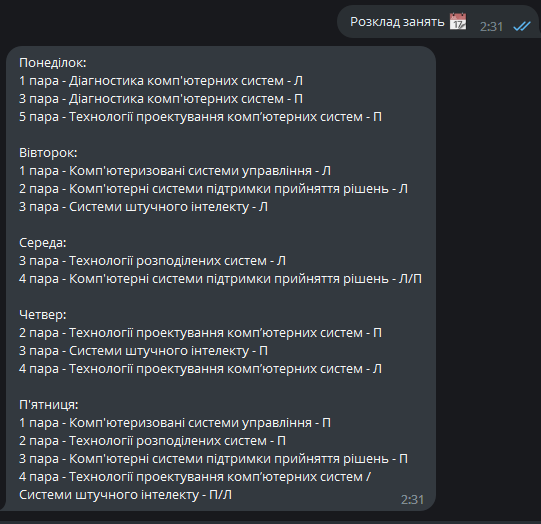 Розклад занять
2:31
Понеділок:
1 пара - Діагностика комп'ютерних систем - Л
3 пара - Діагностика комп'ютерних систем - П
5 пара - Технології проектування комп’ютерних систем - П
Вівторок:
1 пара - Комп'ютеризовані системи управління - Л
2 пара - Комп'ютерні системи підтримки прийняття рішень - Л
3 пара - Системи штучного інтелекту - Л
Середа:
3 пара - Технології розподілених систем - Л
4 пара - Комп'ютерні системи підтримки прийняття рішень - Л/П
Четвер:
2 пара - Технології проектування комп’ютерних систем - П
3 пара - Системи штучного інтелекту - П
4 пара - Технології проектування комп’ютерних систем - Л
П'ятниця:
1 пара - Комп'ютеризовані системи управління - П
2 пара - Технології розподілених систем - П
3 пара - Комп'ютерні системи підтримки прийняття рішень - П
4 пара - Технології проектування комп’ютерних систем /
Системи штучного інтелекту - П/Л
2:31